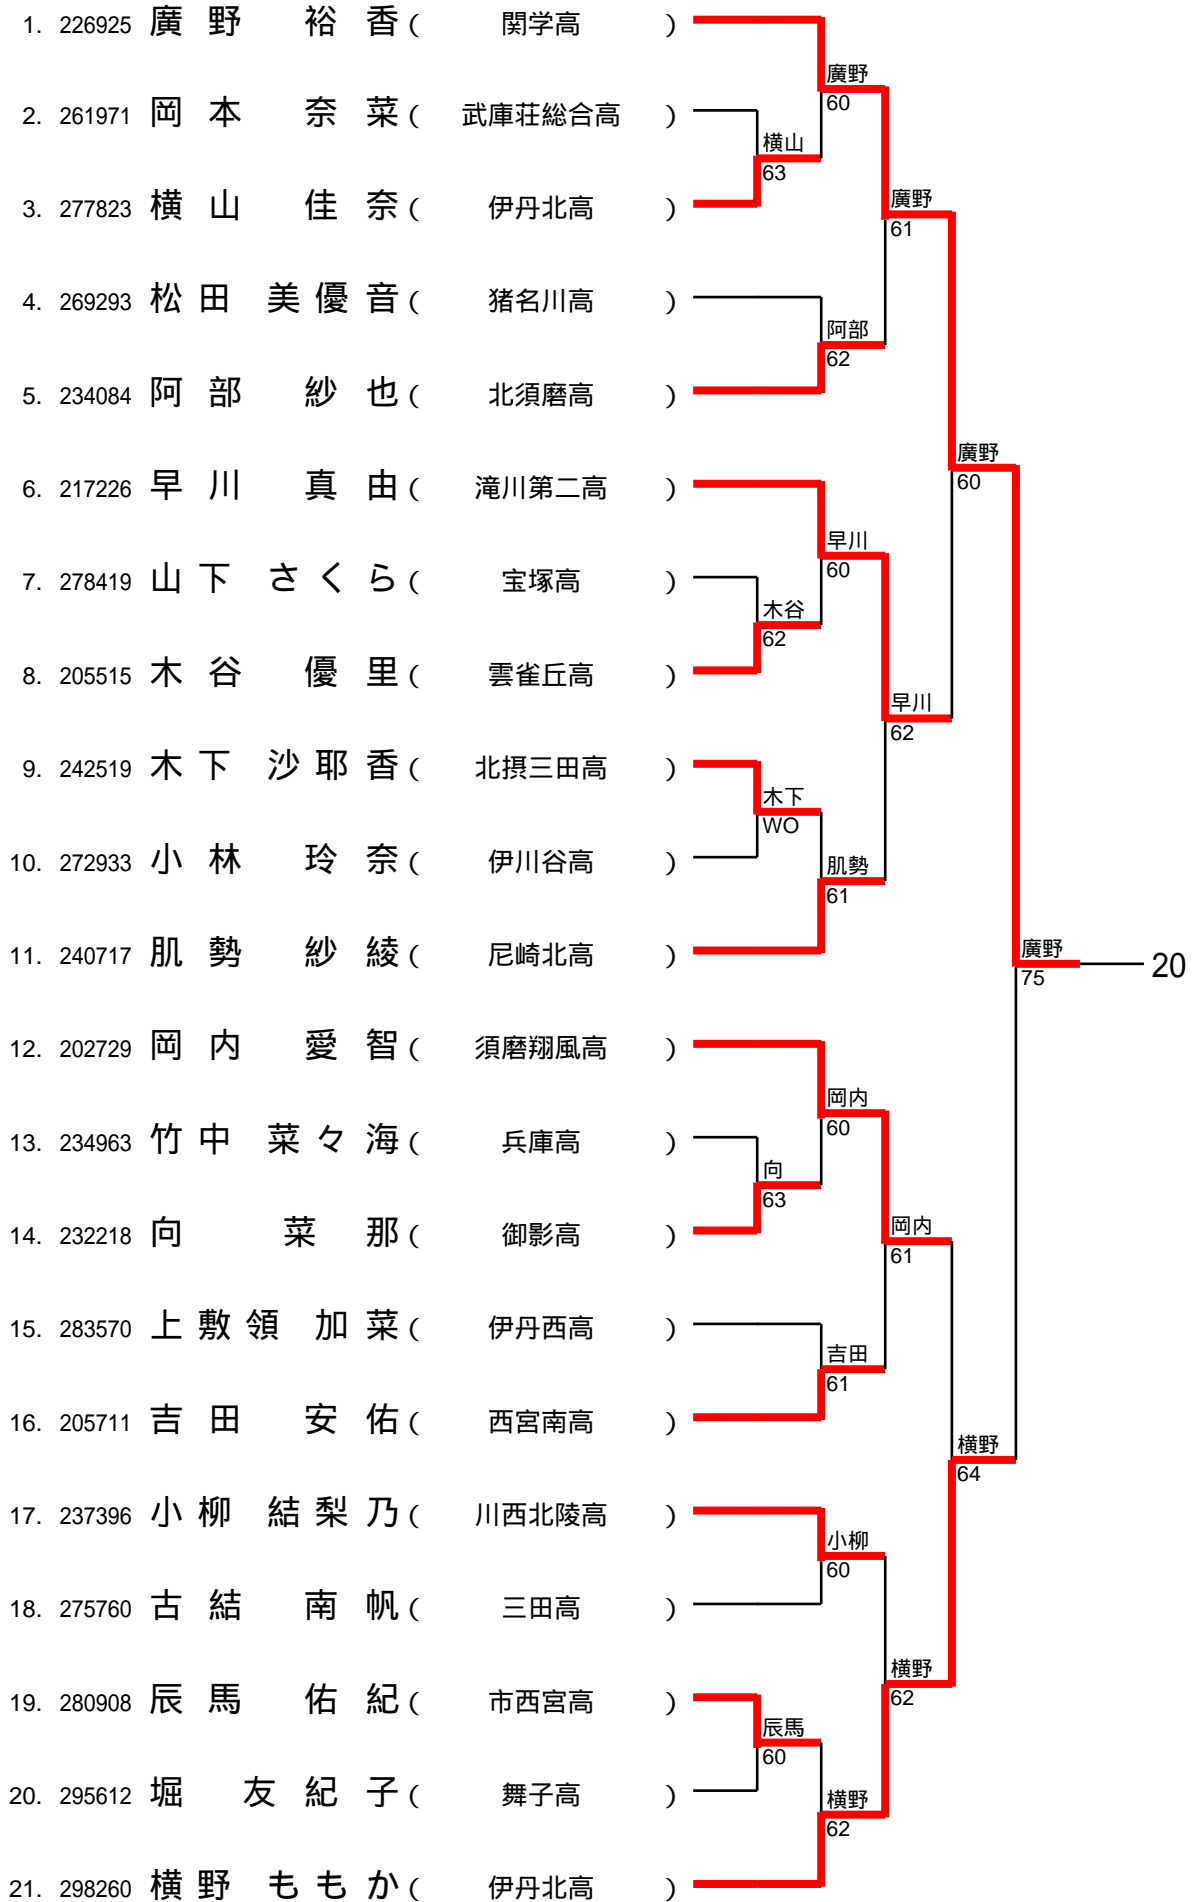 1. 226925 廣野 裕香( 関学高 )
廣野
60
2. 261971 岡本 奈菜( 武庫荘総合高 )
横山
63
3. 277823 横山 佳奈( 伊丹北高 )
廣野
61
4. 269293 松田 美優音( 猪名川高 )
阿部
62
5. 234084 阿部 紗也( 北須磨高 )
廣野
60
6. 217226 早川 真由( 滝川第二高 )
早川
60
7. 278419 山下 さくら( 宝塚高 )
木谷
62
8. 205515 木谷 優里( 雲雀丘高 )
早川
62
9. 242519 木下 沙耶香( 北摂三田高 )
木下
WO
10. 272933 小林 玲奈( 伊川谷高 )
肌勢
61
11. 240717 肌勢 紗綾( 尼崎北高 )
廣野
75
20
12. 202729 岡内 愛智( 須磨翔風高 )
岡内
60
13. 234963 竹中 菜々海( 兵庫高 )
向
63
14. 232218 向 菜那( 御影高 )
岡内
61
15. 283570 上敷領 加菜( 伊丹西高 )
吉田
61
16. 205711 吉田 安佑( 西宮南高 )
横野
64
17. 237396 小柳 結梨乃( 川西北陵高 )
小柳
60
18. 275760 古結 南帆( 三田高 )
横野
62
19. 280908 辰馬 佑紀( 市西宮高 )
辰馬
60
20. 295612 堀 友紀子( 舞子高 )
横野
62
21. 298260 横野 ももか( 伊丹北高 )